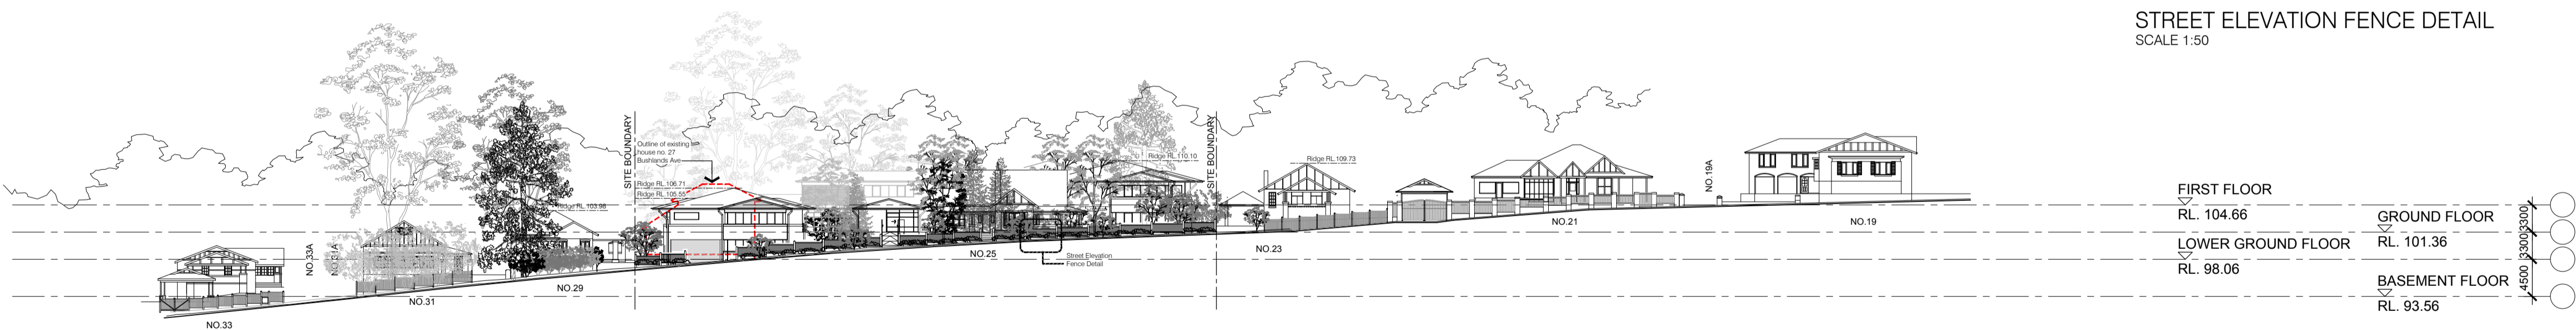 STREET ELEVATION FENCE DETAIL
SCALE 1:50
SITE BOUNDARY
Outline of existing
house no. 27
Bushlands Ave
Ridge RL.106.71
Ridge RL.105.55
Ridge RL.103.98
Ridge RL.110.10
SITE BOUNDARY
Ridge RL.109.73
NO.33A
NO.31A
NO.19A
NO.33
NO.31
NO.29
NO.25
Street Elevation
Fence Detail
NO.23
NO.21
NO.19
FIRST FLOOR
RL. 104.66
GROUND FLOOR
RL. 101.36
LOWER GROUND FLOOR
RL. 98.06
BASEMENT FLOOR
RL. 93.56
3300
3300
4500